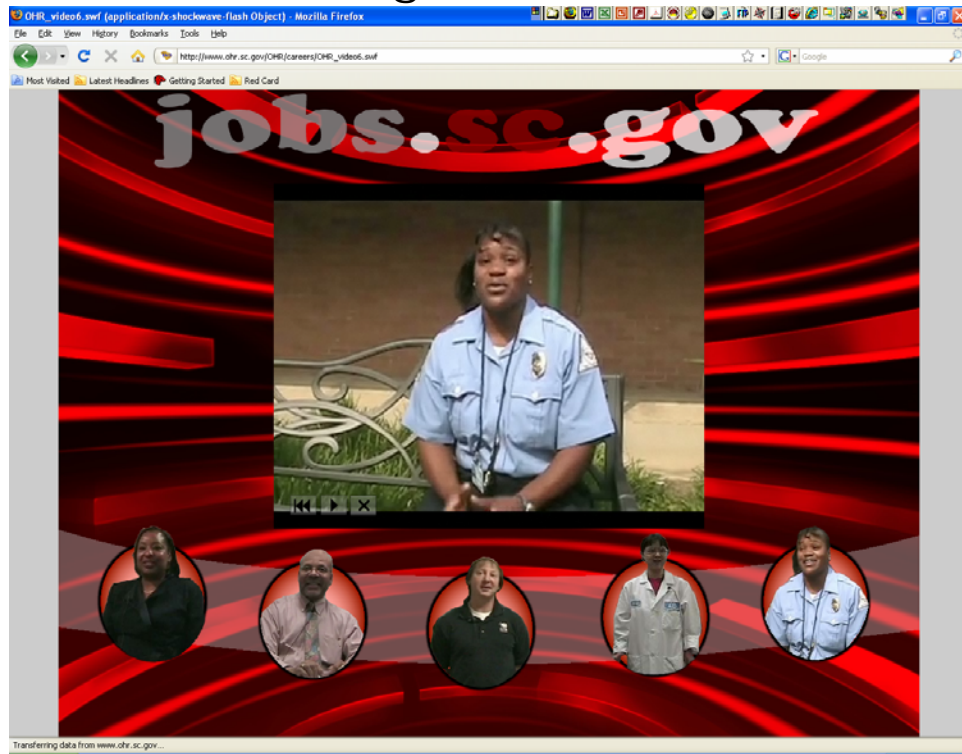 OHR_video6.swf (application/x-shockwave-flash Object) - Mozilla Firefox
File Edit View History Bookmarks Tools Help
http://www.ohr.sc.gov/OHR/careers/OHR_video6.swf
Google
Most Visited Latest Headlines Getting Started Red Card
jobs.sc.gov
Transferring data from www.ohr.sc.gov...